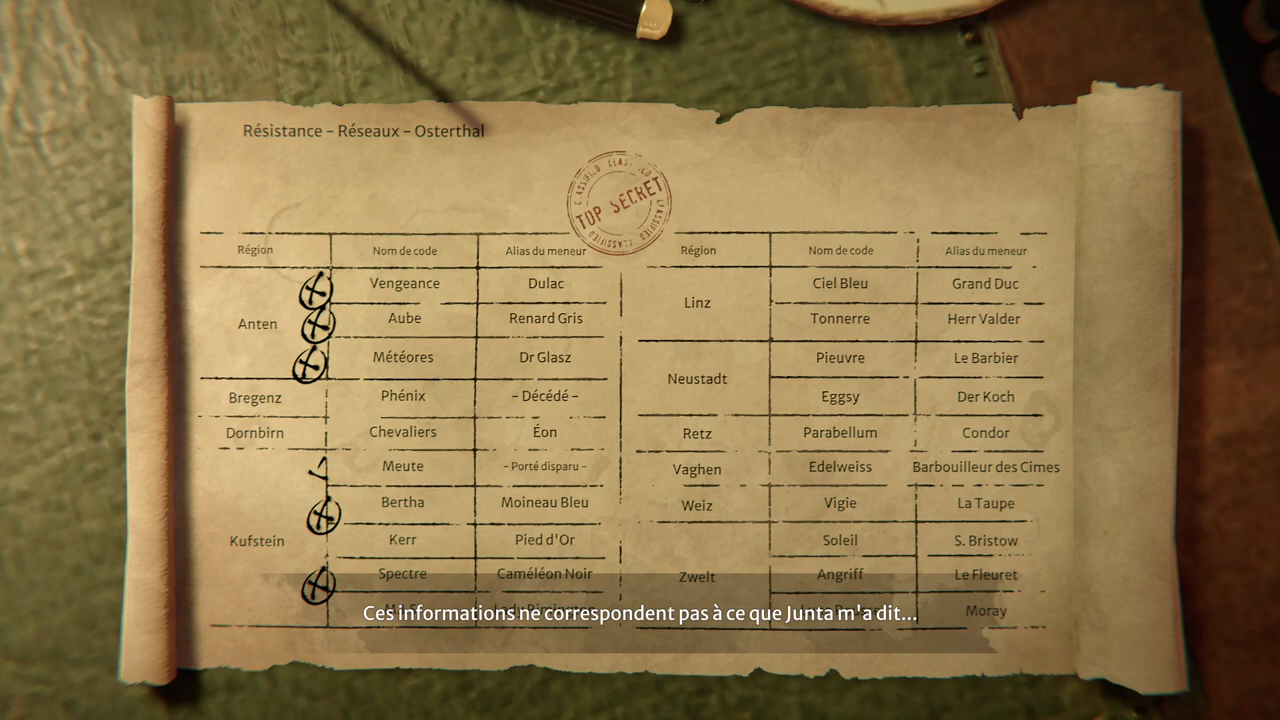 Résistance – Réseaux – Osterthal
CLASSIFIED CLASSIFIED
TOP SECRET
CLASSIFIED CLASSIFIED
Région Nom de code Alias du meneur Région Nom de code Alias du meneur
Vengeance Dulac Ciel Bleu Grand Duc
Linz
Anten Aube Renard Gris Tonnerre Herr Valder
Météores Dr Glasz Pieuvre Le Barbier
Neustadt
Bregenz Phénix – Décédé – Eggsy Der Koch
Dornbirn Chevaliers Éon Retz Parabellum Condor
Meute – Porté disparu – Vaghen Edelweiss Barbouilleur des Cimes
Bertha Moineau Bleu Weiz Vigie La Taupe
Kufstein Kerr Pied d'Or Soleil S. Bristow
Spectre Caméléon Noir Zwelt Angriff Le Fleuret
Moray
Ces informations ne correspondent pas à ce que Junta m'a dit...